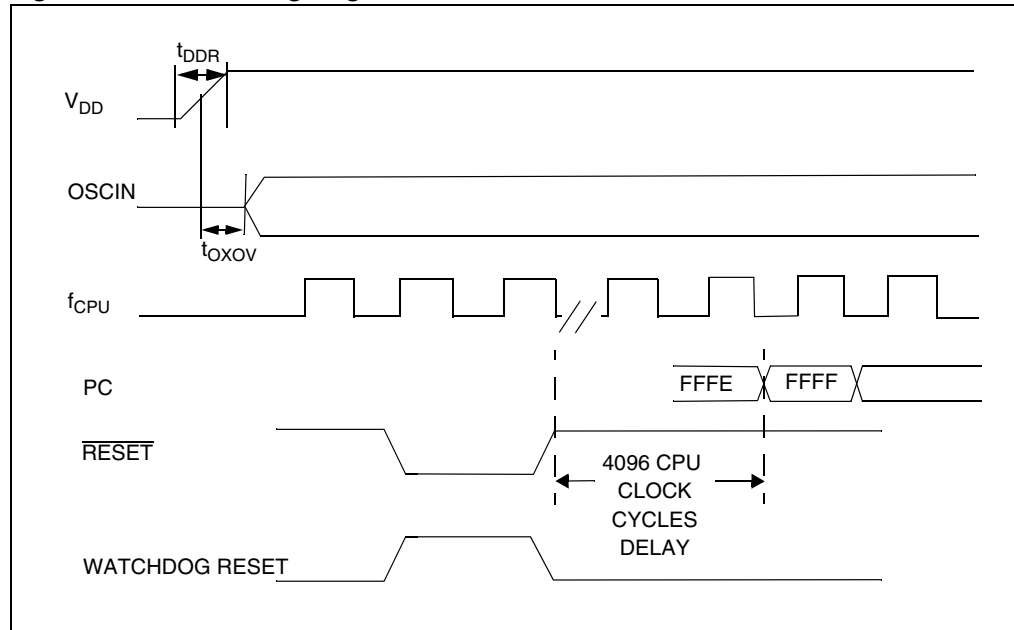 tDDR
VDD
OSCIN
tOXOV
fCPU
PC
FFFE
FFFF
RESET
4096 CPU
CLOCK
CYCLES
DELAY
WATCHDOG RESET